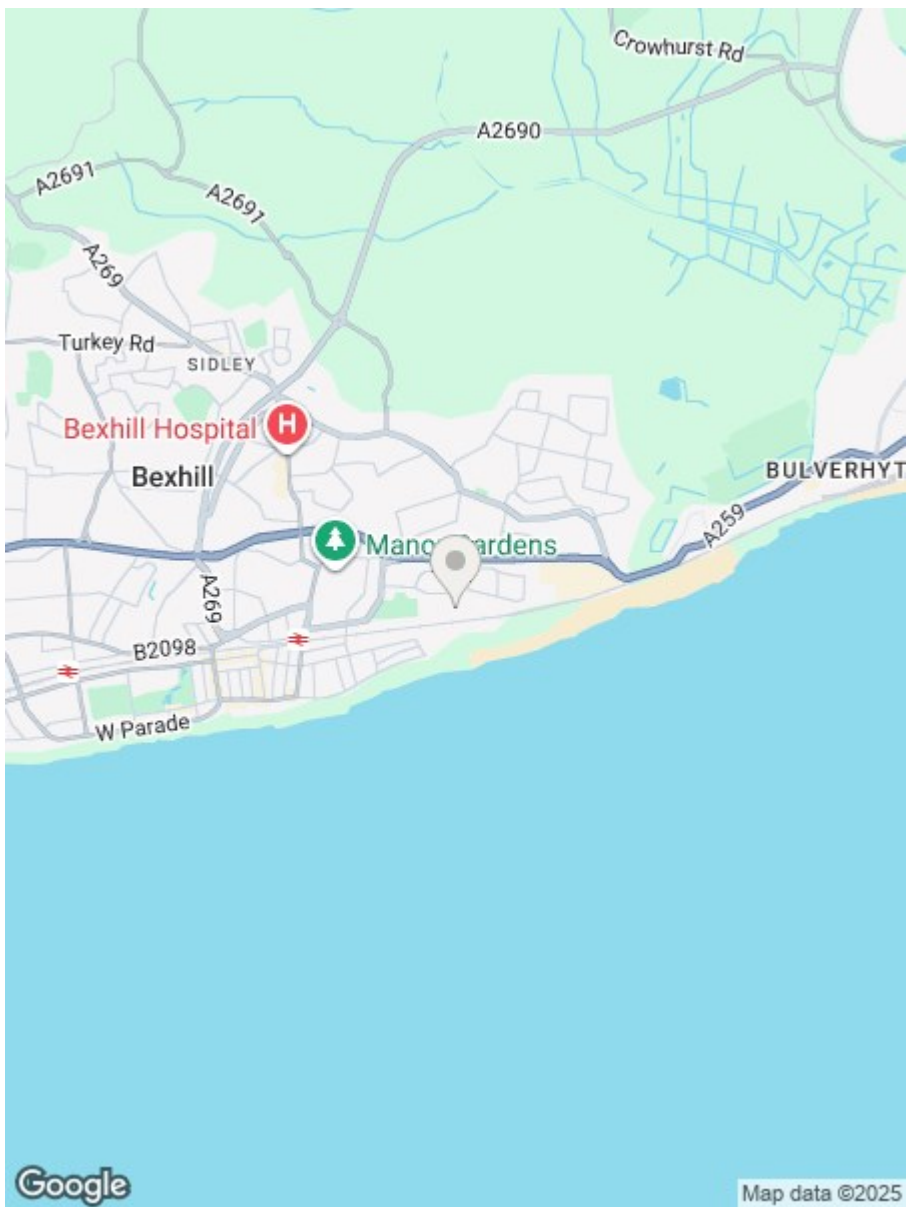 Crowhurst Rd
A2690
A2691
A2691
A269
Turkey Rd
SIDLEY
Bexhill Hospital
H
Bexhill
BULVERHYT
A259
Manor Gardens
A269
B2098
W Parade
Google
Map data ©2025